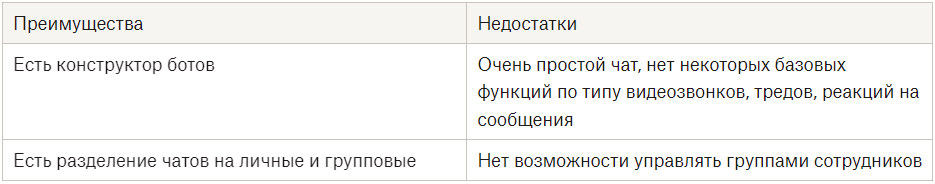 Преимущества
Недостатки
Есть конструктор ботов
Очень простой чат, нет некоторых базовых
функций по типу видеозвонков, тредов, реакций на
сообщения
Есть разделение чатов на личные и групповые
Нет возможности управлять группами сотрудников